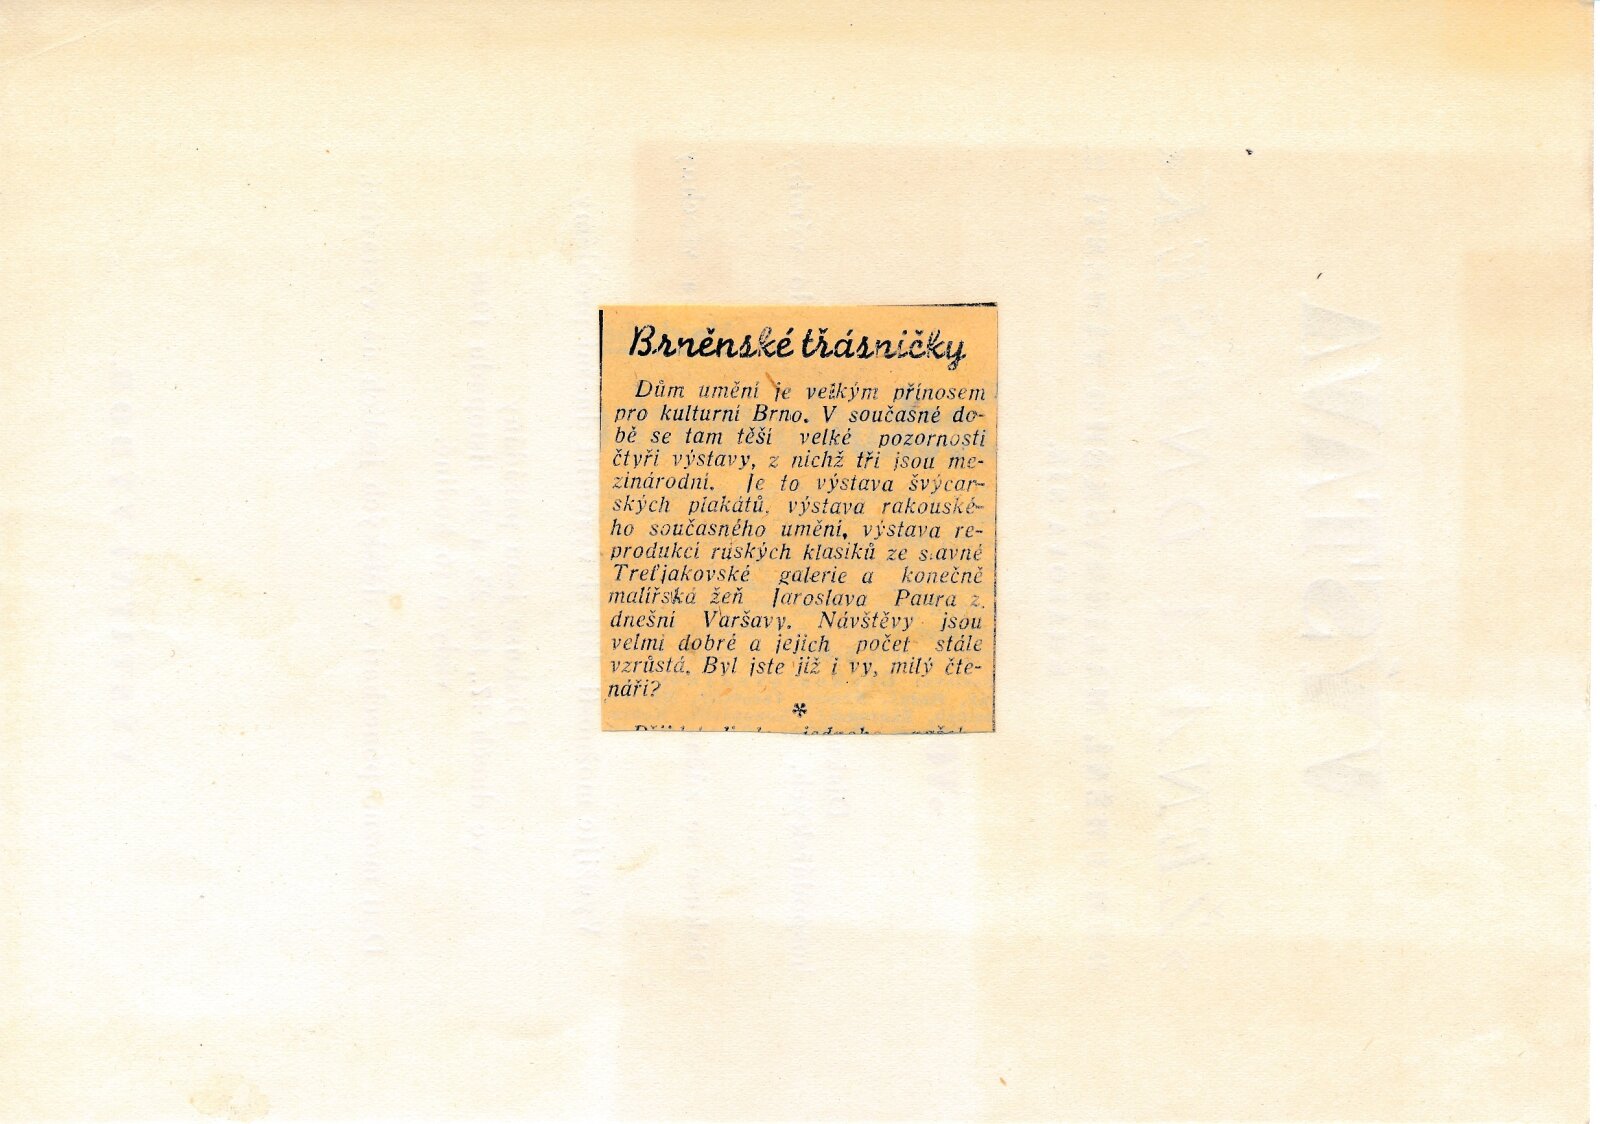 Brněnské třásničky
Dům umění je velkým přínosem
pro kulturní Brno. V současné do-
bě se tam těší velké pozornosti
čtyři výstavy, z nichž tři jsou me-
zinárodní. Je to výstava švýcar-
ských plakátů, výstava rakouské-
ho současného umění, výstava re-
produkcí ruských klasiků ze slavné
Treťjakovské galerie a konečně
malířská žeň Jaroslava Paura z
dnešní Varšavy. Návštěvy jsou
velmi dobré a jejich počet stále
vzrůstá. Byl jste již i vy, milý čte-
náři?
*